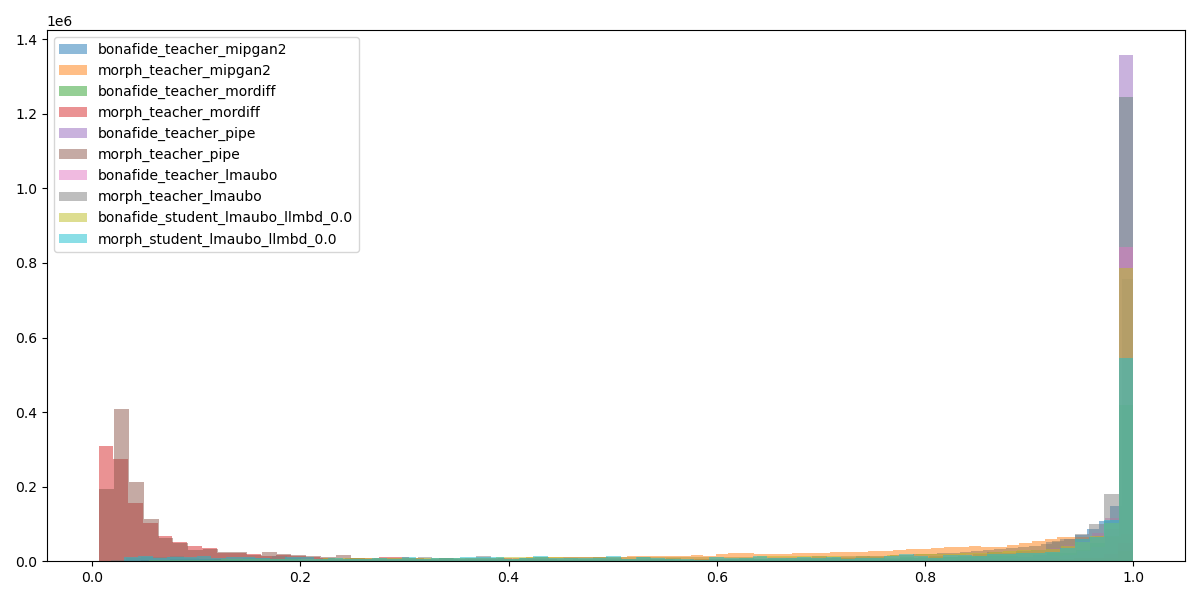 1e6
1.4
1.2
1.0
0.8
0.6
0.4
0.2
0.0
bonafide_teacher_mipgan2
morph_teacher_mipgan2
bonafide_teacher_mordiff
morph_teacher_mordiff
bonafide_teacher_pipe
morph_teacher_pipe
bonafide_teacher_lmaubo
morph_teacher_lmaubo
bonafide_student_lmaubo_llmbd_0.0
morph_student_lmaubo_llmbd_0.0
0.0 0.2 0.4 0.6 0.8 1.0